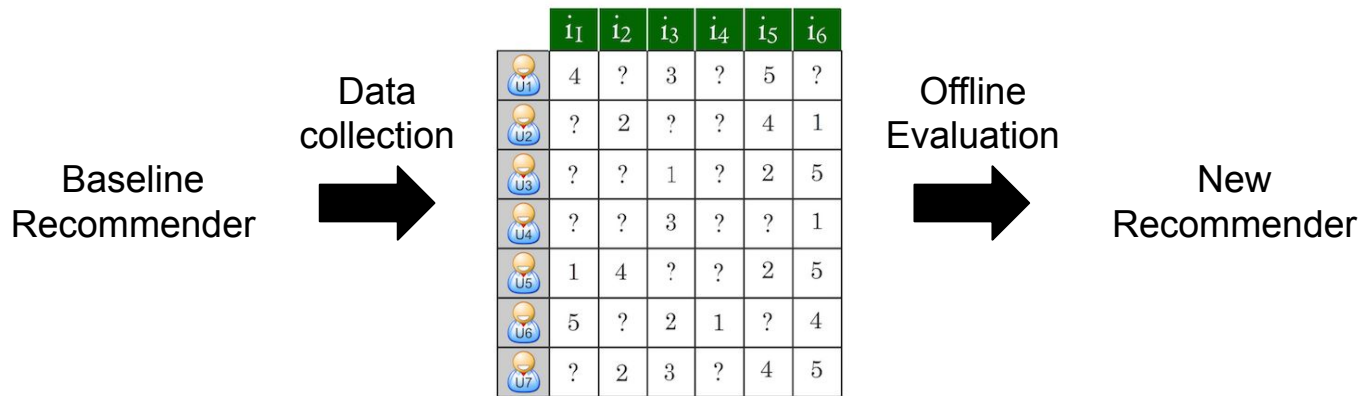 Baseline
Recommender
Data
collection
i1 i2 i3 i4 i5 i6
U1 4 ? 3 ? 5 ?
U2 ? 2 ? ? 4 1
U3 ? ? 1 ? 2 5
U4 ? ? 3 ? ? 1
U5 1 4 ? ? 2 5
U6 5 ? 2 1 ? 4
U7 ? 2 3 ? 4 5
Offline
Evaluation
New
Recommender